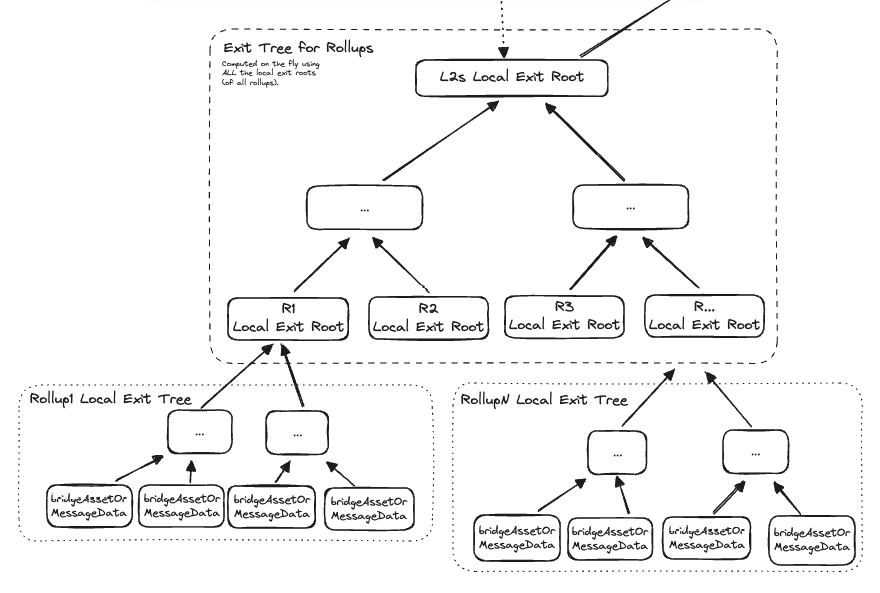 Exit Tree for Rollups
Computed on the fly using
ALL the local exit roots
(of all rollups).
L2s Local Exit Root
...
...
R1
Local Exit Root
R2
Local Exit Root
R3
Local Exit Root
R...
Local Exit Root
Rollup1 Local Exit Tree
...
...
bridgeAssetOr
MessageData
bridgeAssetOr
MessageData
bridgeAssetOr
MessageData
bridgeAssetOr
MessageData
RollupN Local Exit Tree
...
...
bridgeAssetOr
MessageData
bridgeAssetOr
MessageData
bridgeAssetOr
MessageData
bridgeAssetOr
MessageData